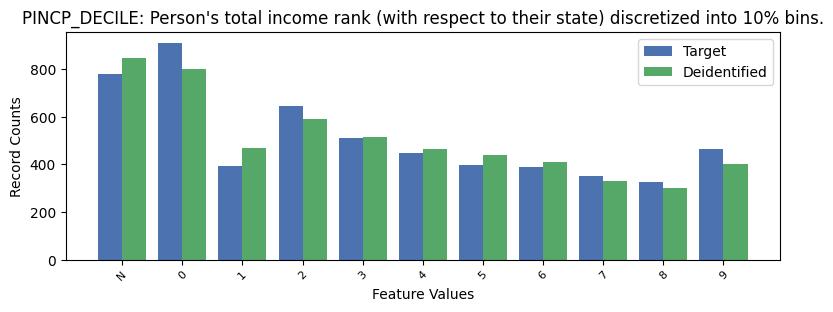 PINCP_DECILE: Person's total income rank (with respect to their state) discretized into 10% bins.
Target
Deidentified
Record Counts
800
600
400
200
0
N 0 1 2 3 4 5 6 7 8 9
Feature Values